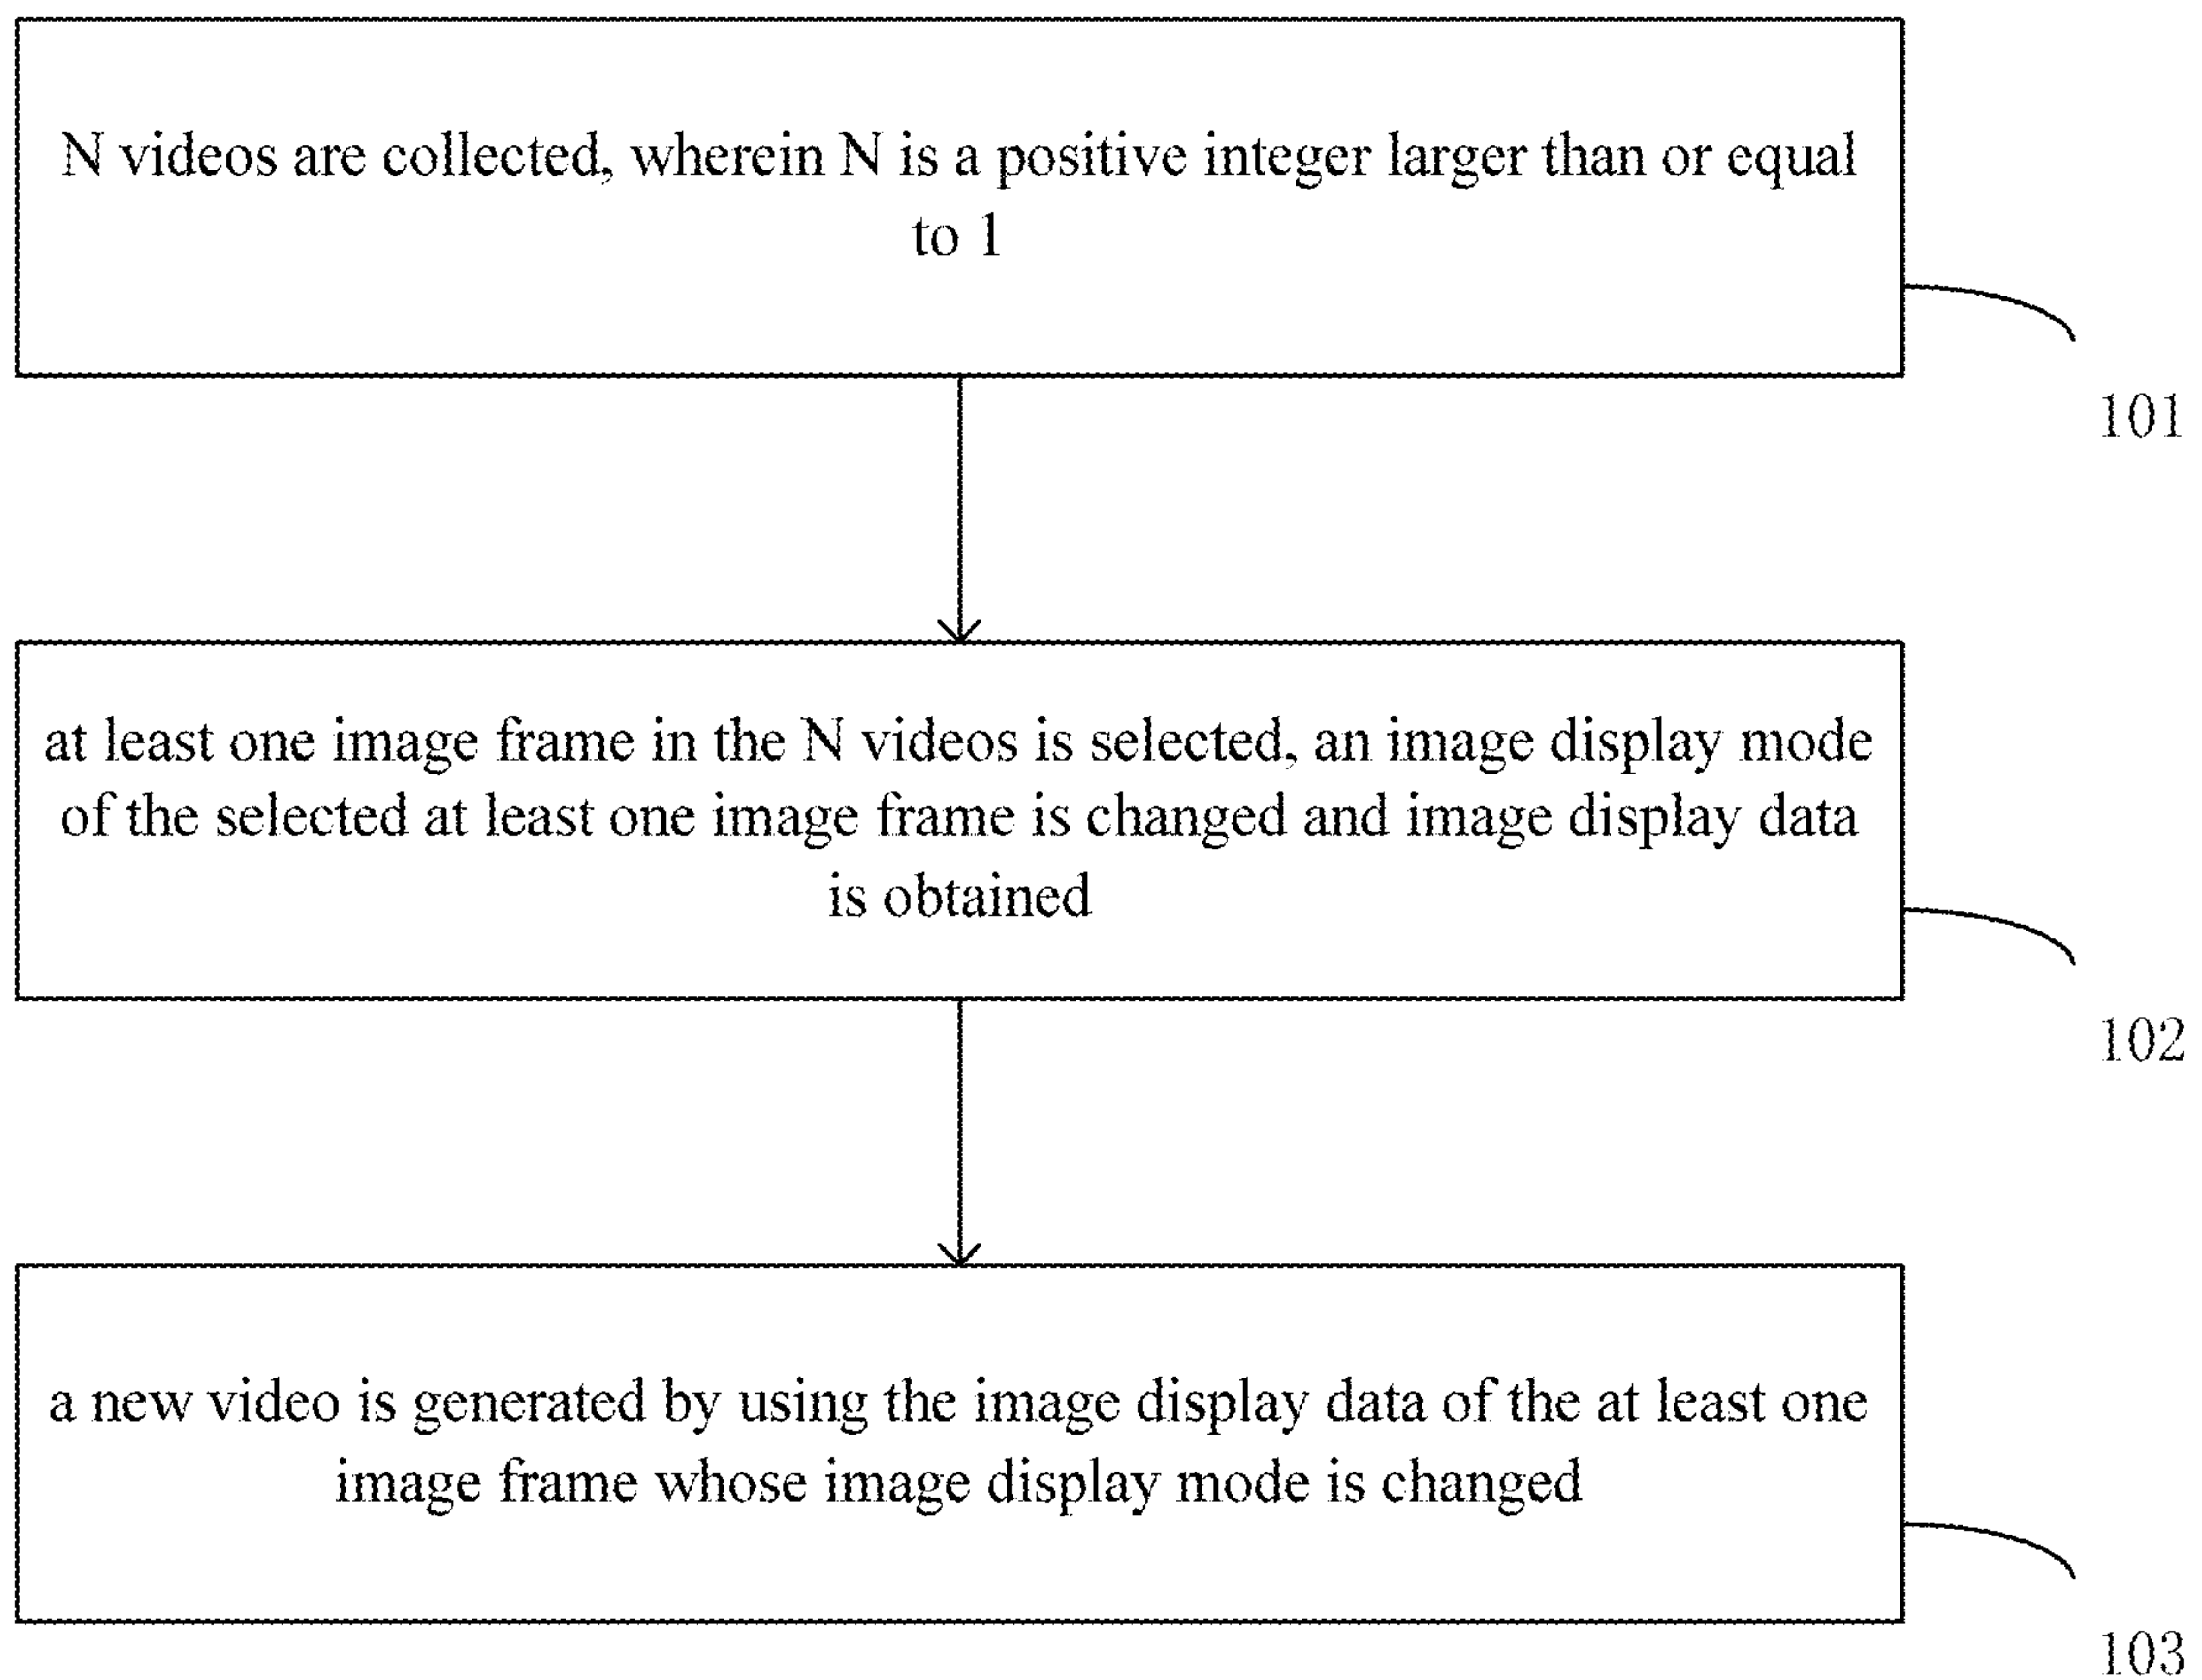 N videos are collected, wherein N is a positive integer larger than or equal
to 1
101
at least one image frame in the N videos is selected, an image display mode
of the selected at least one image frame is changed and image display data
is obtained
102
a new video is generated by using the image display data of the at least one
image frame whose image display mode is changed
103